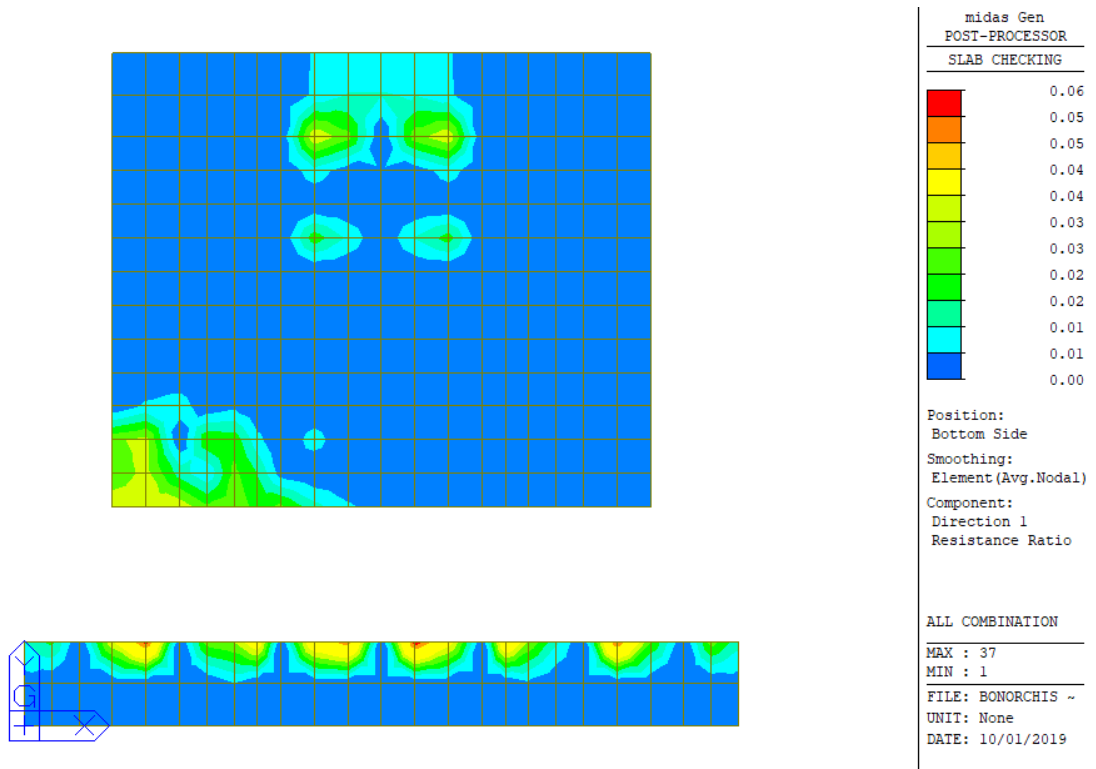 midas Gen
POST-PROCESSOR
SLAB CHECKING
0.06
0.05
0.05
0.04
0.04
0.03
0.03
0.02
0.02
0.01
0.01
0.00
Position:
Bottom Side
Smoothing:
Element(Avg.Nodal)
Component:
Direction 1
Resistance Ratio
ALL COMBINATION
MAX : 37
MIN : 1
FILE: BONORCHIS ~
UNIT: None
DATE: 10/01/2019
Y
G
X